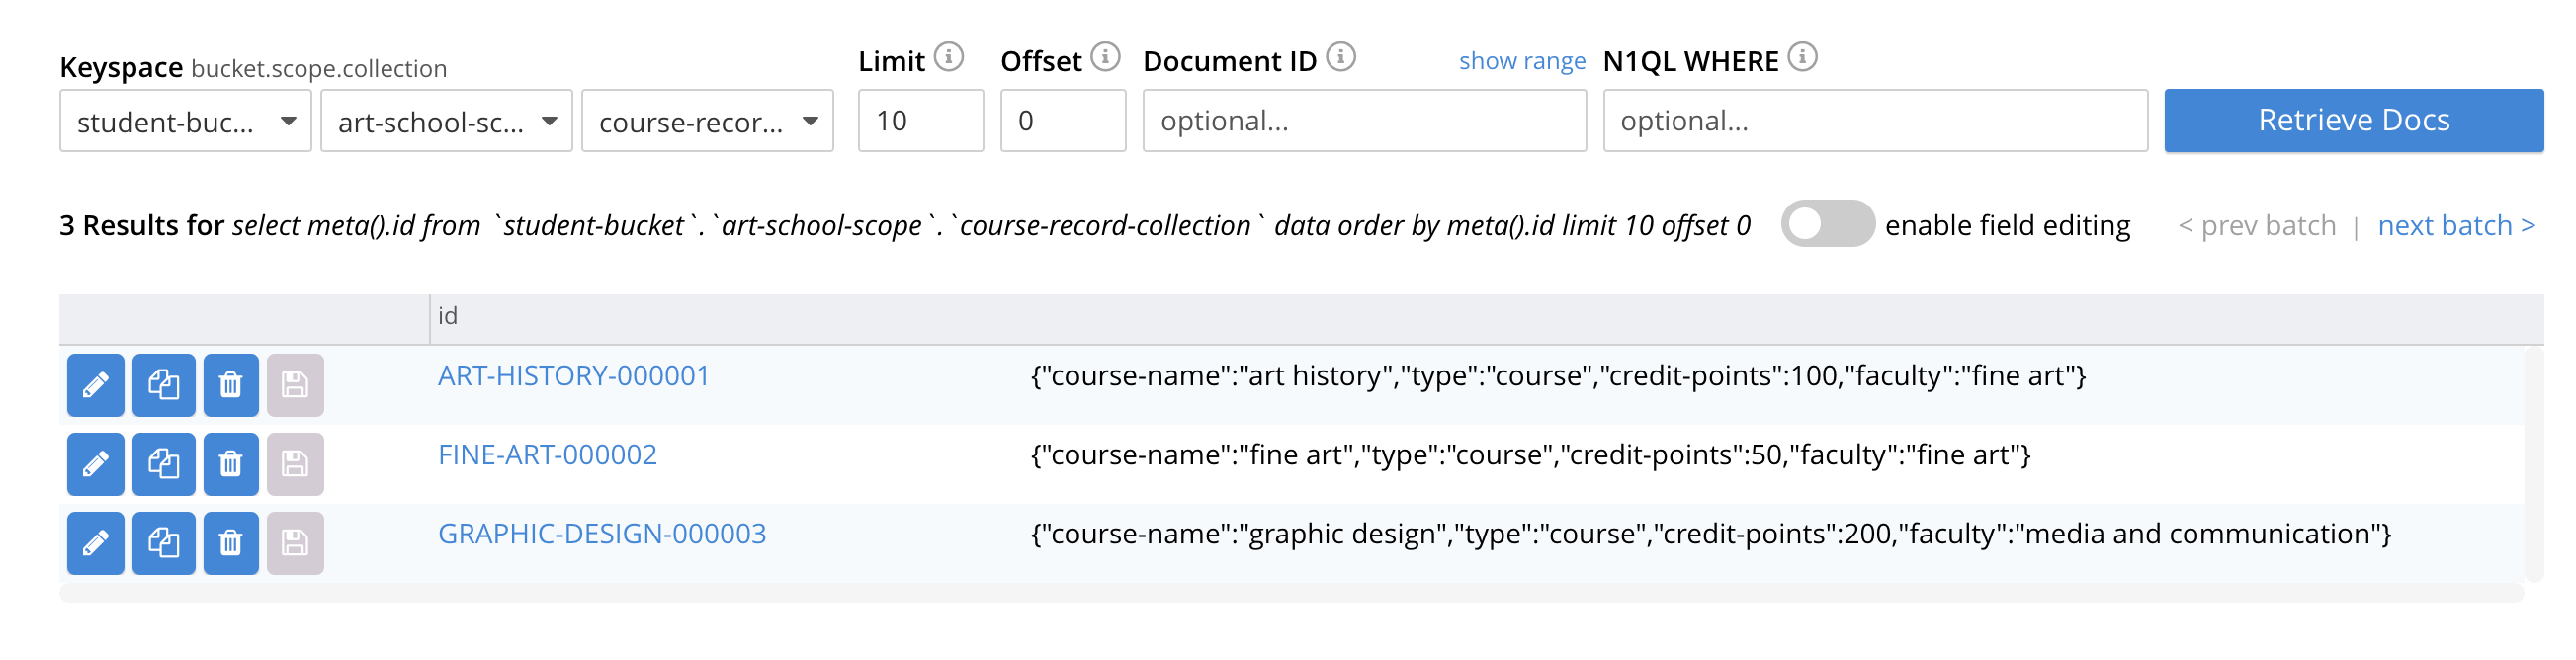 Keyspace bucket.scope.collection Limit Offset Document ID show range N1QL WHERE
student-buc... art-school-sc... course-recor... 10 0 optional... optional... Retrieve Docs
3 Results for select meta().id from `student-bucket`.`art-school-scope`.`course-record-collection` data order by meta().id limit 10 offset 0 enable field editing < prev batch | next batch >
id
ART-HISTORY-000001 {"course-name":"art history","type":"course","credit-points":100,"faculty":"fine art"}
FINE-ART-000002 {"course-name":"fine art","type":"course","credit-points":50,"faculty":"fine art"}
GRAPHIC-DESIGN-000003 {"course-name":"graphic design","type":"course","credit-points":200,"faculty":"media and communication"}